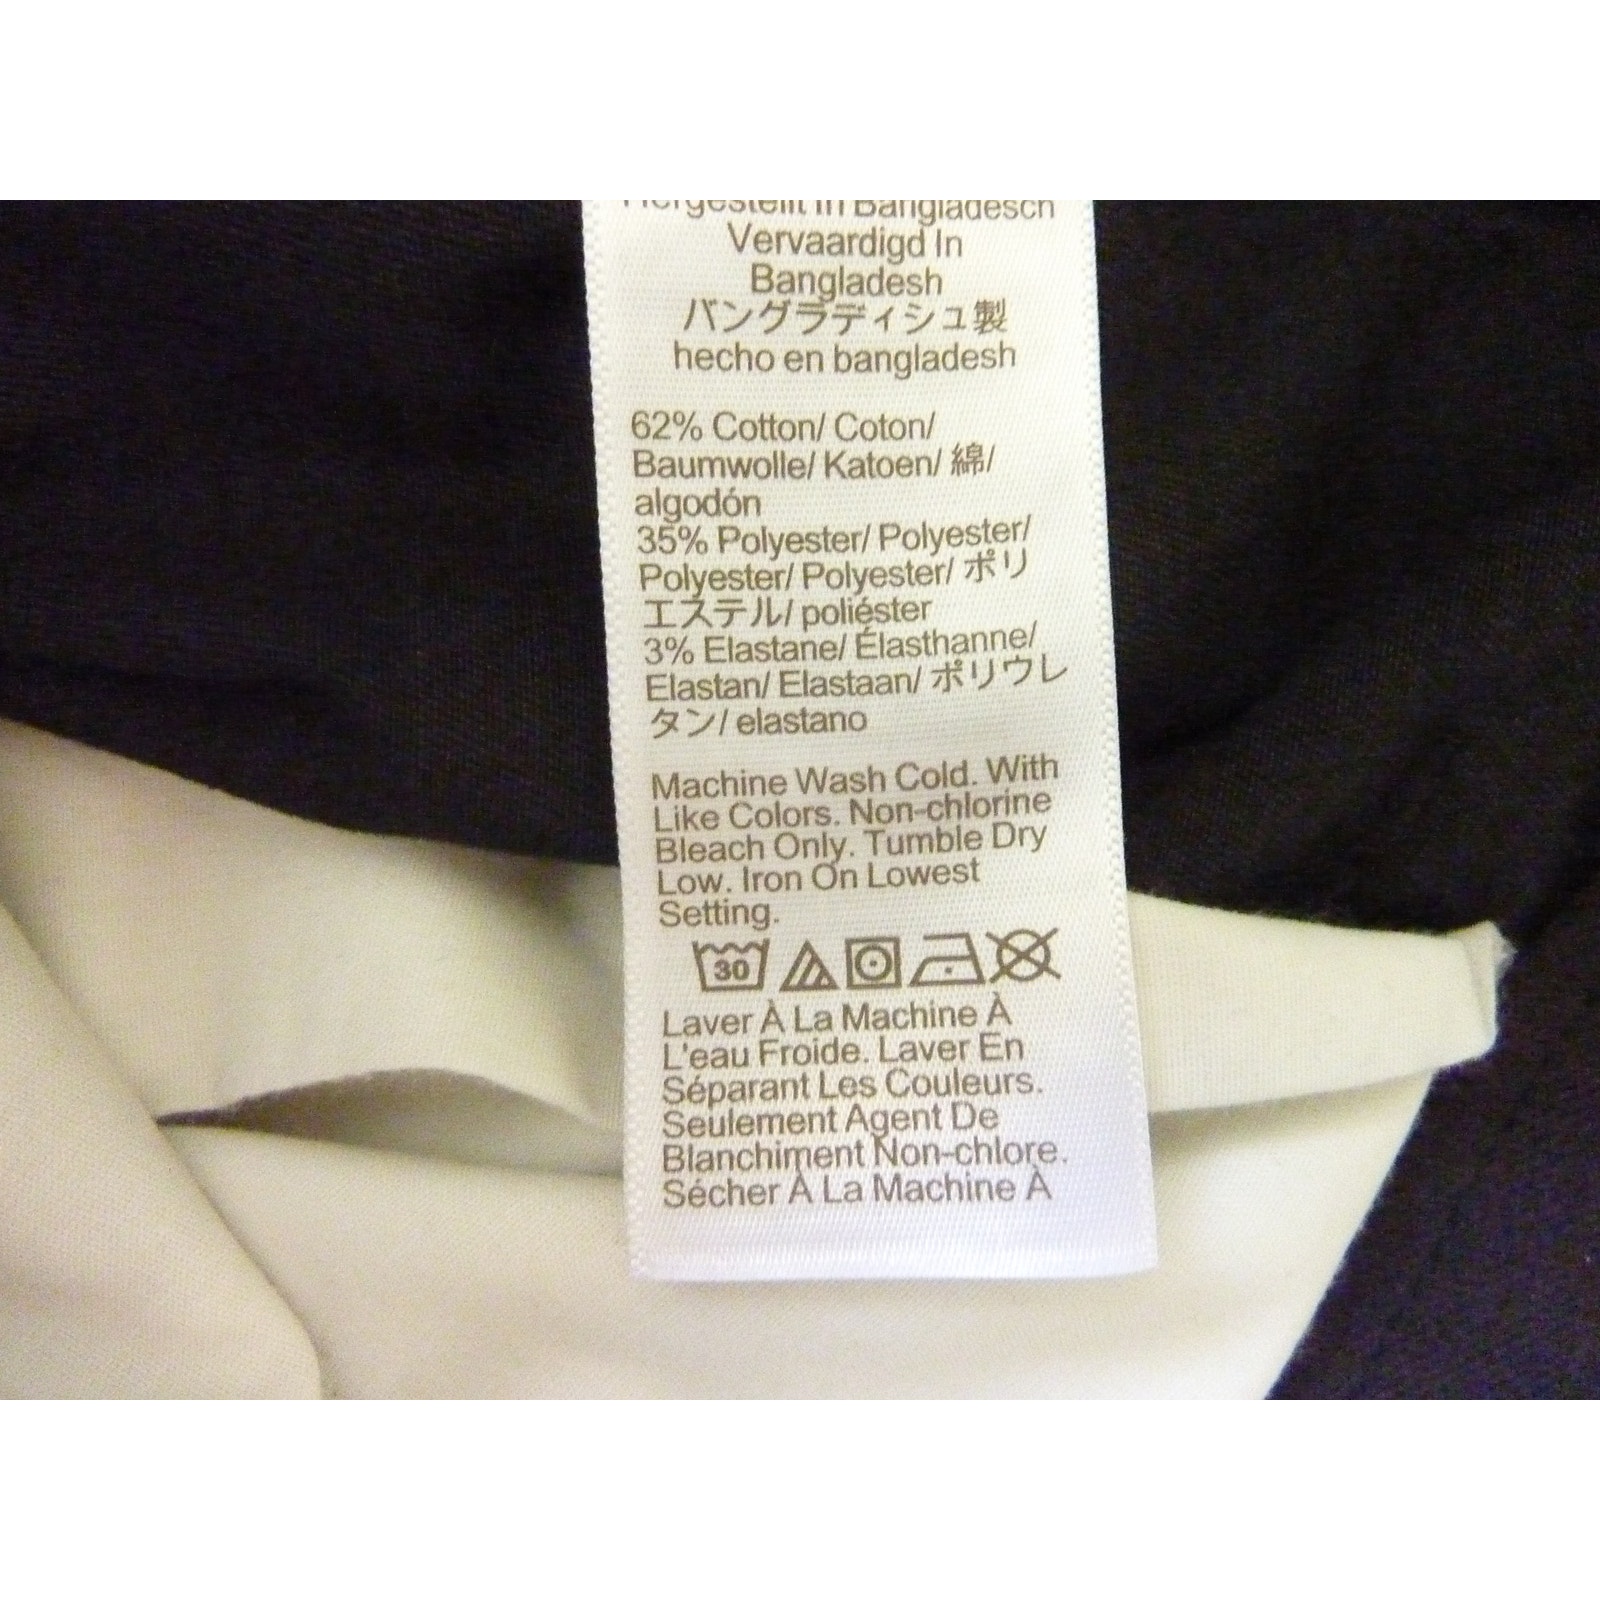 Hergestellt In Bangladesch
Vervaardigd In
Bangladesh
バングラディシュ製
hecho en bangladesh
62% Cotton/ Coton/
Baumwolle/ Katoen/ 綿/
algodón
35% Polyester/ Polyester/
Polyester/ Polyester/ ポリ
エステル/ poliéster
3% Elastane/ Élasthanne/
Elastan/ Elastaan/ ポリウレ
タン/ elastano
Machine Wash Cold. With
Like Colors. Non-chlorine
Bleach Only. Tumble Dry
Low. Iron On Lowest
Setting.
30
Laver À La Machine À
L'eau Froide. Laver En
Séparant Les Couleurs.
Seulement Agent De
Blanchiment Non-chlore.
Sécher À La Machine À